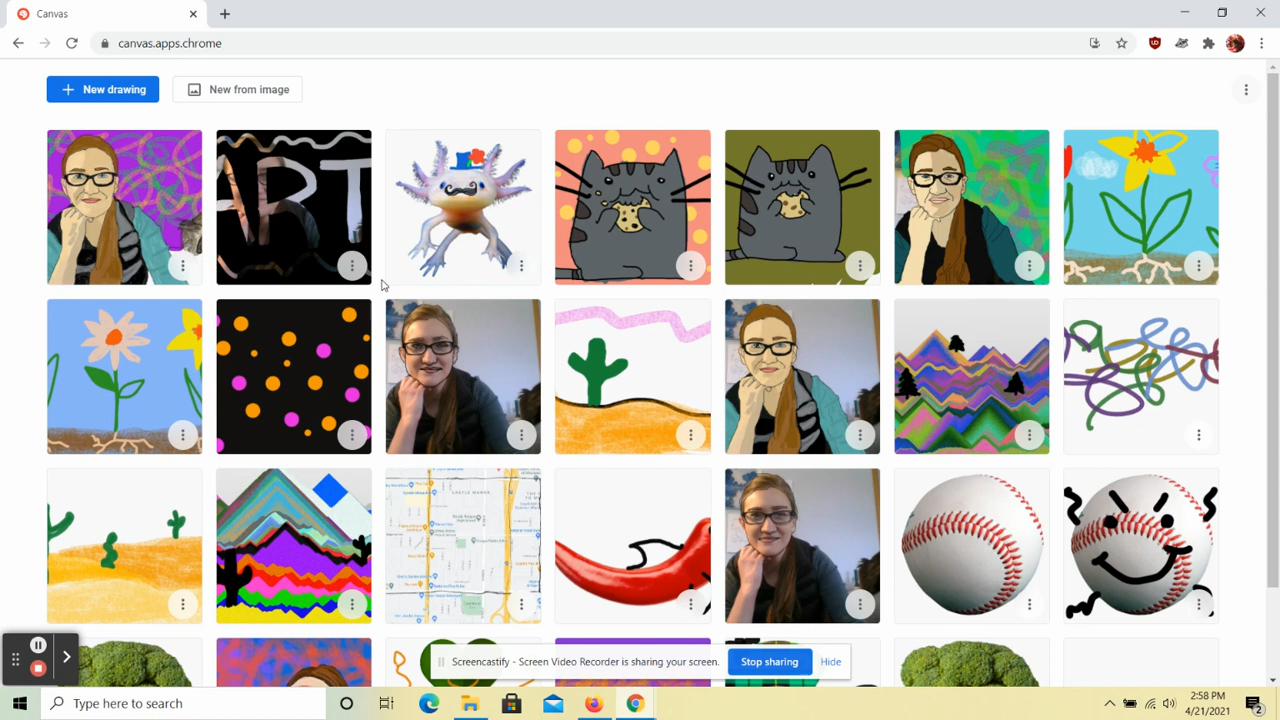 Canvas
canvas.apps.chrome
New drawing
New from image
ART
Screencastify - Screen Video Recorder is sharing your screen.
Stop sharing
Hide
Type here to search
2:58 PM
4/21/2021
2